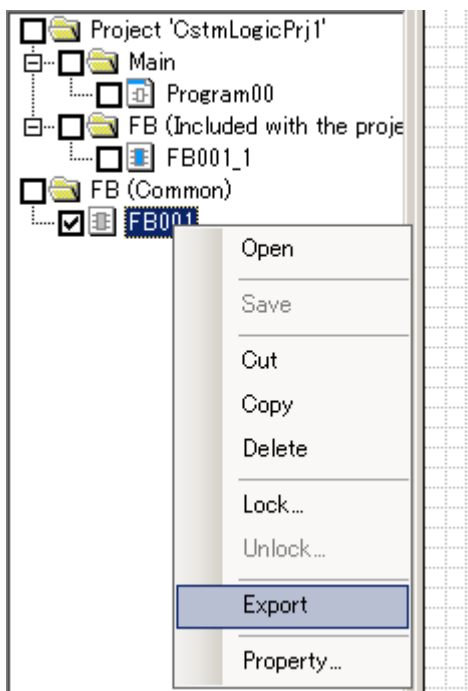 Project 'CstmLogicPrj1'
Main
Program00
FB (Included with the proje
FB001_1
FB (Common)
FB001
Open
Save
Cut
Copy
Delete
Lock...
Unlock...
Export
Property...